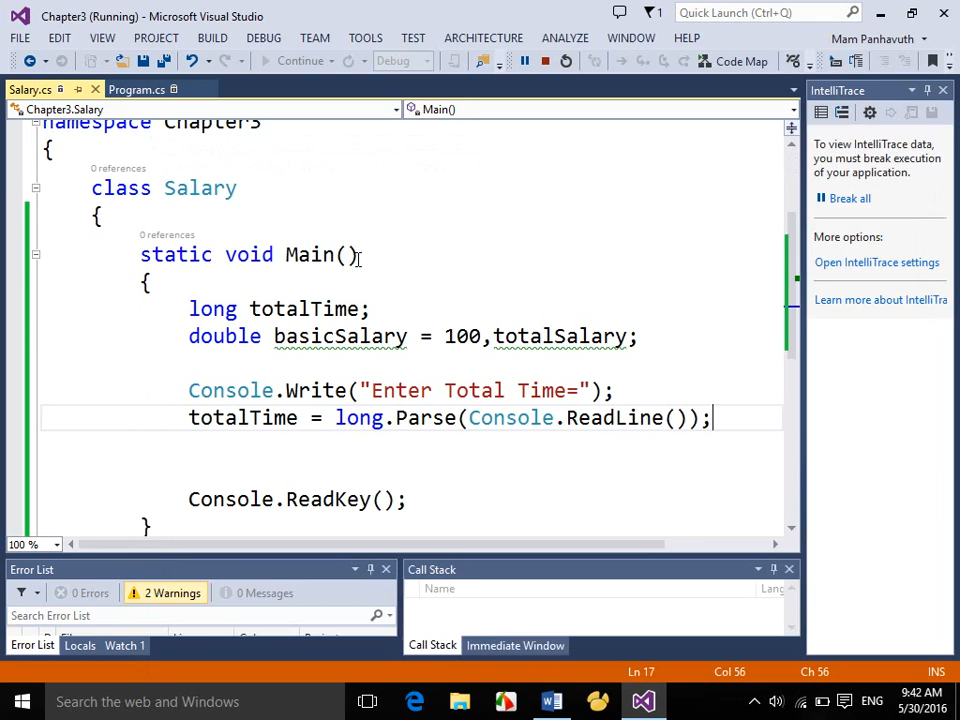 Chapter3 (Running) - Microsoft Visual Studio
1
Quick Launch (Ctrl+Q)
FILE EDIT VIEW PROJECT BUILD DEBUG TEAM TOOLS TEST ARCHITECTURE ANALYZE WINDOW HELP
Mam Panhavuth
Continue
Debug
Code Map
Salary.cs
Program.cs
IntelliTrace
Chapter3.Salary
Main()
namespace Chapter3
{
0 references
class Salary
{
0 references
static void Main()
{
long totalTime;
double basicSalary = 100,totalSalary;
Console.Write("Enter Total Time=");
totalTime = long.Parse(Console.ReadLine());
Console.ReadKey();
}
To view IntelliTrace
data, you must break execution
of your application.
Break all
More options:
Open IntelliTrace settings
Learn more about IntelliTra
100 %
Error List
0 Errors
2 Warnings
0 Messages
Search Error List
Call Stack
Name
Lang
Error List Locals Watch 1
Call Stack Immediate Window
Ln 17
Col 56
Ch 56
INS
Search the web and Windows
ENG
9:42 AM
5/30/2016